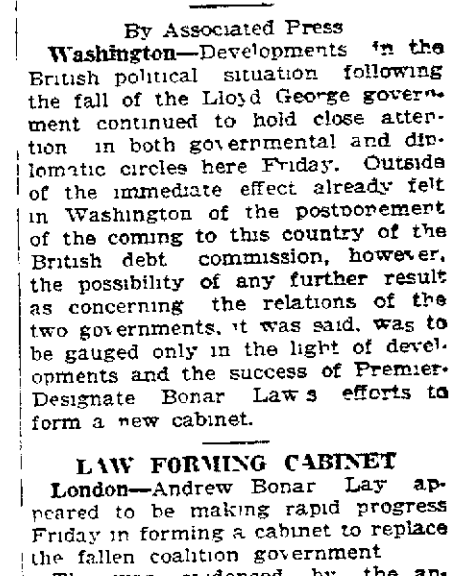 By Associated Press
Washington—Developments in the
British political situation following
the fall of the Lloyd George govern-
ment continued to hold close atten-
tion in both governmental and dip-
lomatic circles here Friday. Outside
of the immediate effect already felt
in Washington of the postponement
of the coming to this country of the
British debt commission, however,
the possibility of any further result
as concerning the relations of the
two governments, it was said, was to
be gauged only in the light of devel-
opments and the success of Premier-
Designate Bonar Law's efforts to
form a new cabinet.
LAW FORMING CABINET
London—Andrew Bonar Lay ap-
peared to be making rapid progress
Friday in forming a cabinet to replace
the fallen coalition government
by the an-